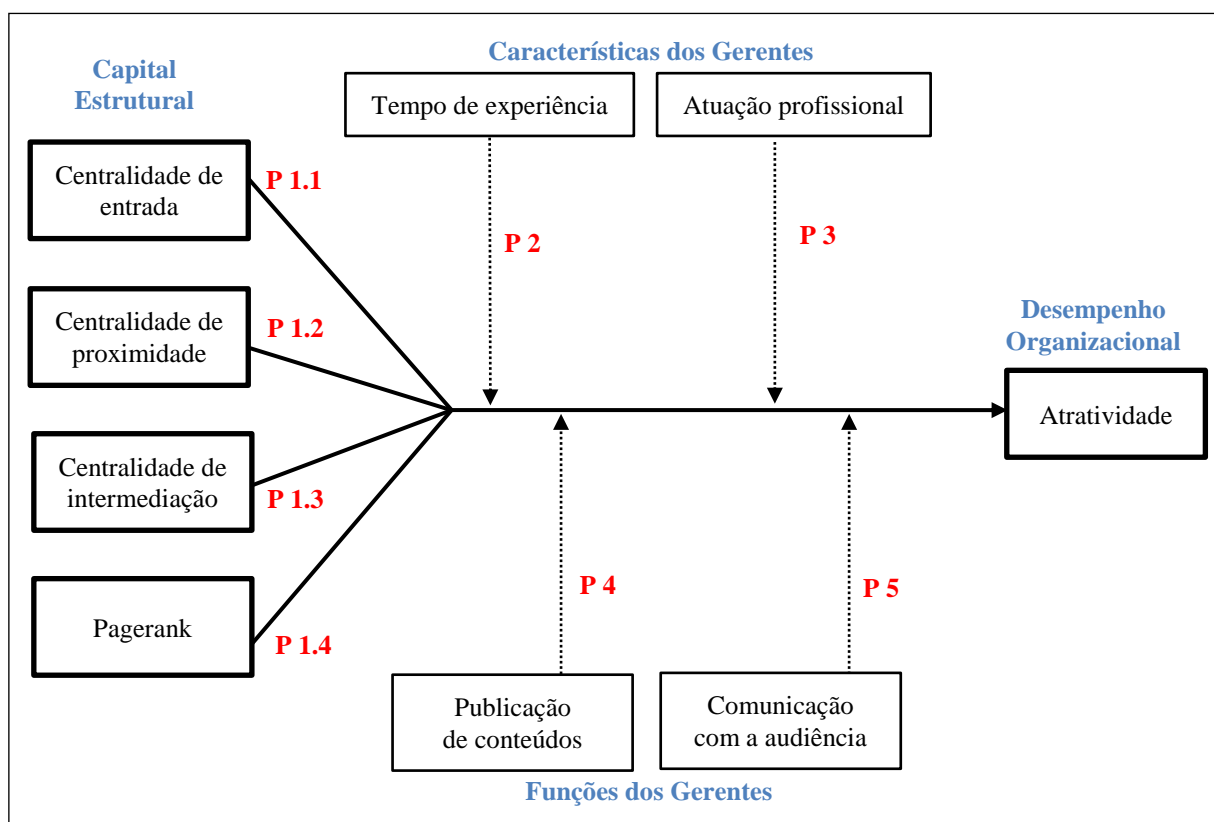 Características dos Gerentes
Capital
Estrutural
Tempo de experiência
Atuação profissional
Centralidade de
entrada
P 1.1
P 2
P 3
Centralidade de
proximidade
P 1.2
Desempenho
Organizacional
Atratividade
Centralidade de
intermediação
P 1.3
P 4
P 5
Pagerank
P 1.4
Publicação
de conteúdos
Comunicação
com a audiência
Funções dos Gerentes